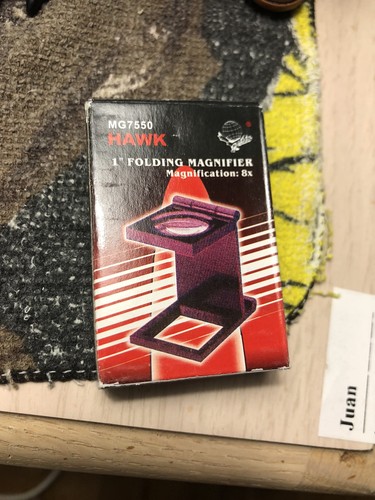 MG7550
HAWK
1" FOLDING MAGNIFIER
Magnification: 8x
Juan